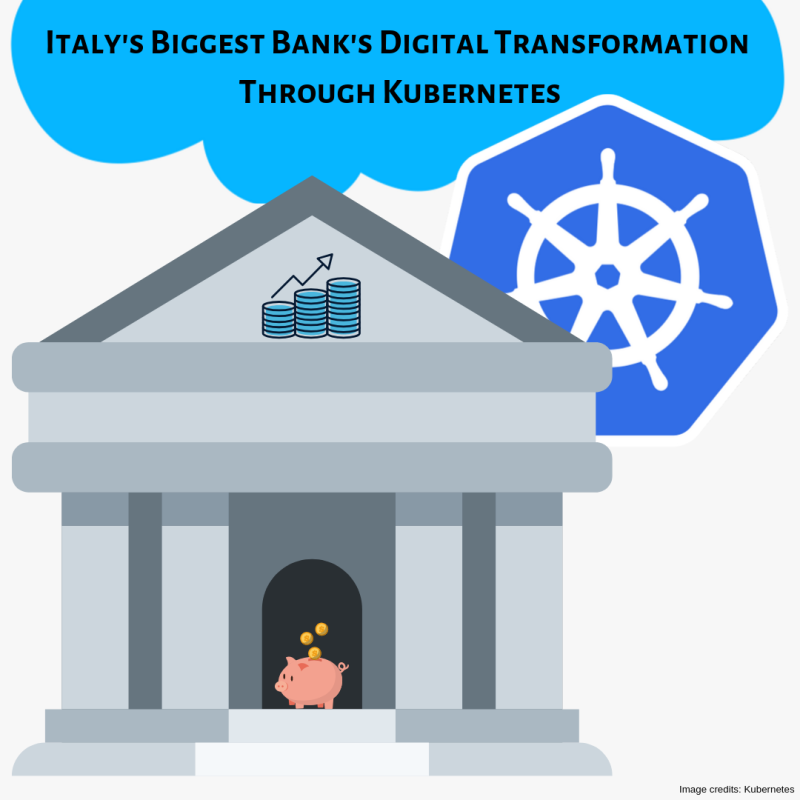 Italy's Biggest Bank's Digital Transformation
Through Kubernetes
Image credits: Kubernetes